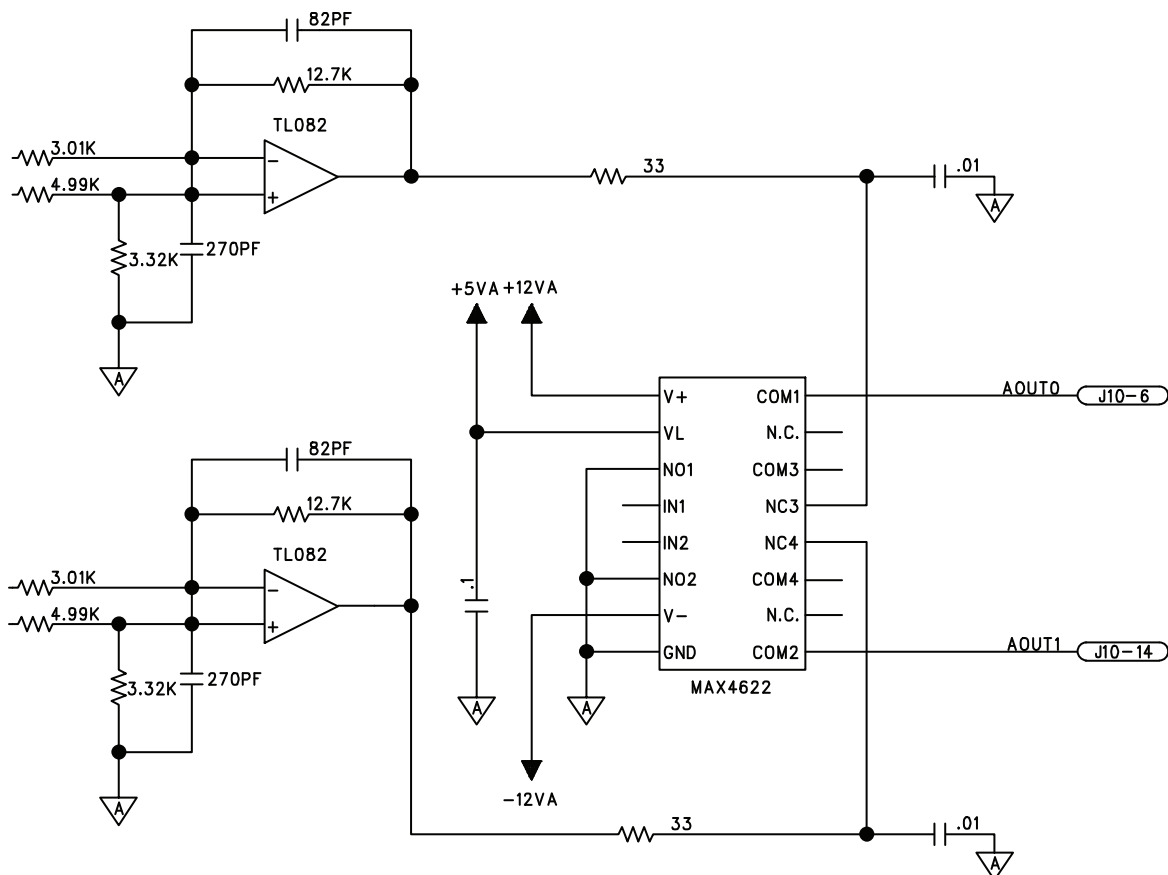 82PF
12.7K
TL082
3.01K
-
4.99K
+
33
.01
A
3.32K
270PF
A
+5VA
+12VA
V+
COM1
AOUT0
J10-6
VL
N.C.
NO1
COM3
IN1
NC3
IN2
NC4
NO2
COM4
V-
N.C.
GND
COM2
AOUT1
J10-14
MAX4622
.1
A
A
-12VA
82PF
12.7K
TL082
3.01K
-
4.99K
+
3.32K
270PF
A
33
.01
A